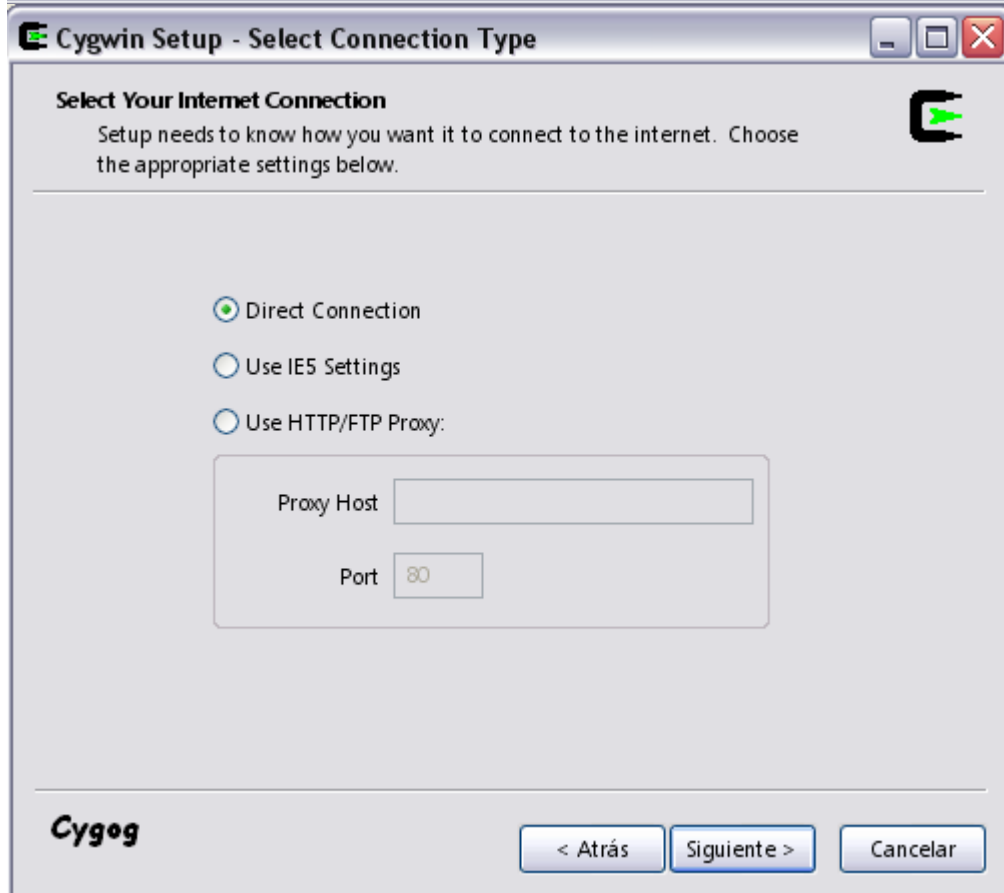 Cygwin Setup - Select Connection Type
Select Your Internet Connection
Setup needs to know how you want it to connect to the internet. Choose
the appropriate settings below.
Direct Connection
Use IE5 Settings
Use HTTP/FTP Proxy:
Proxy Host
Port 80
Cygog
< Atrás Siguiente > Cancelar